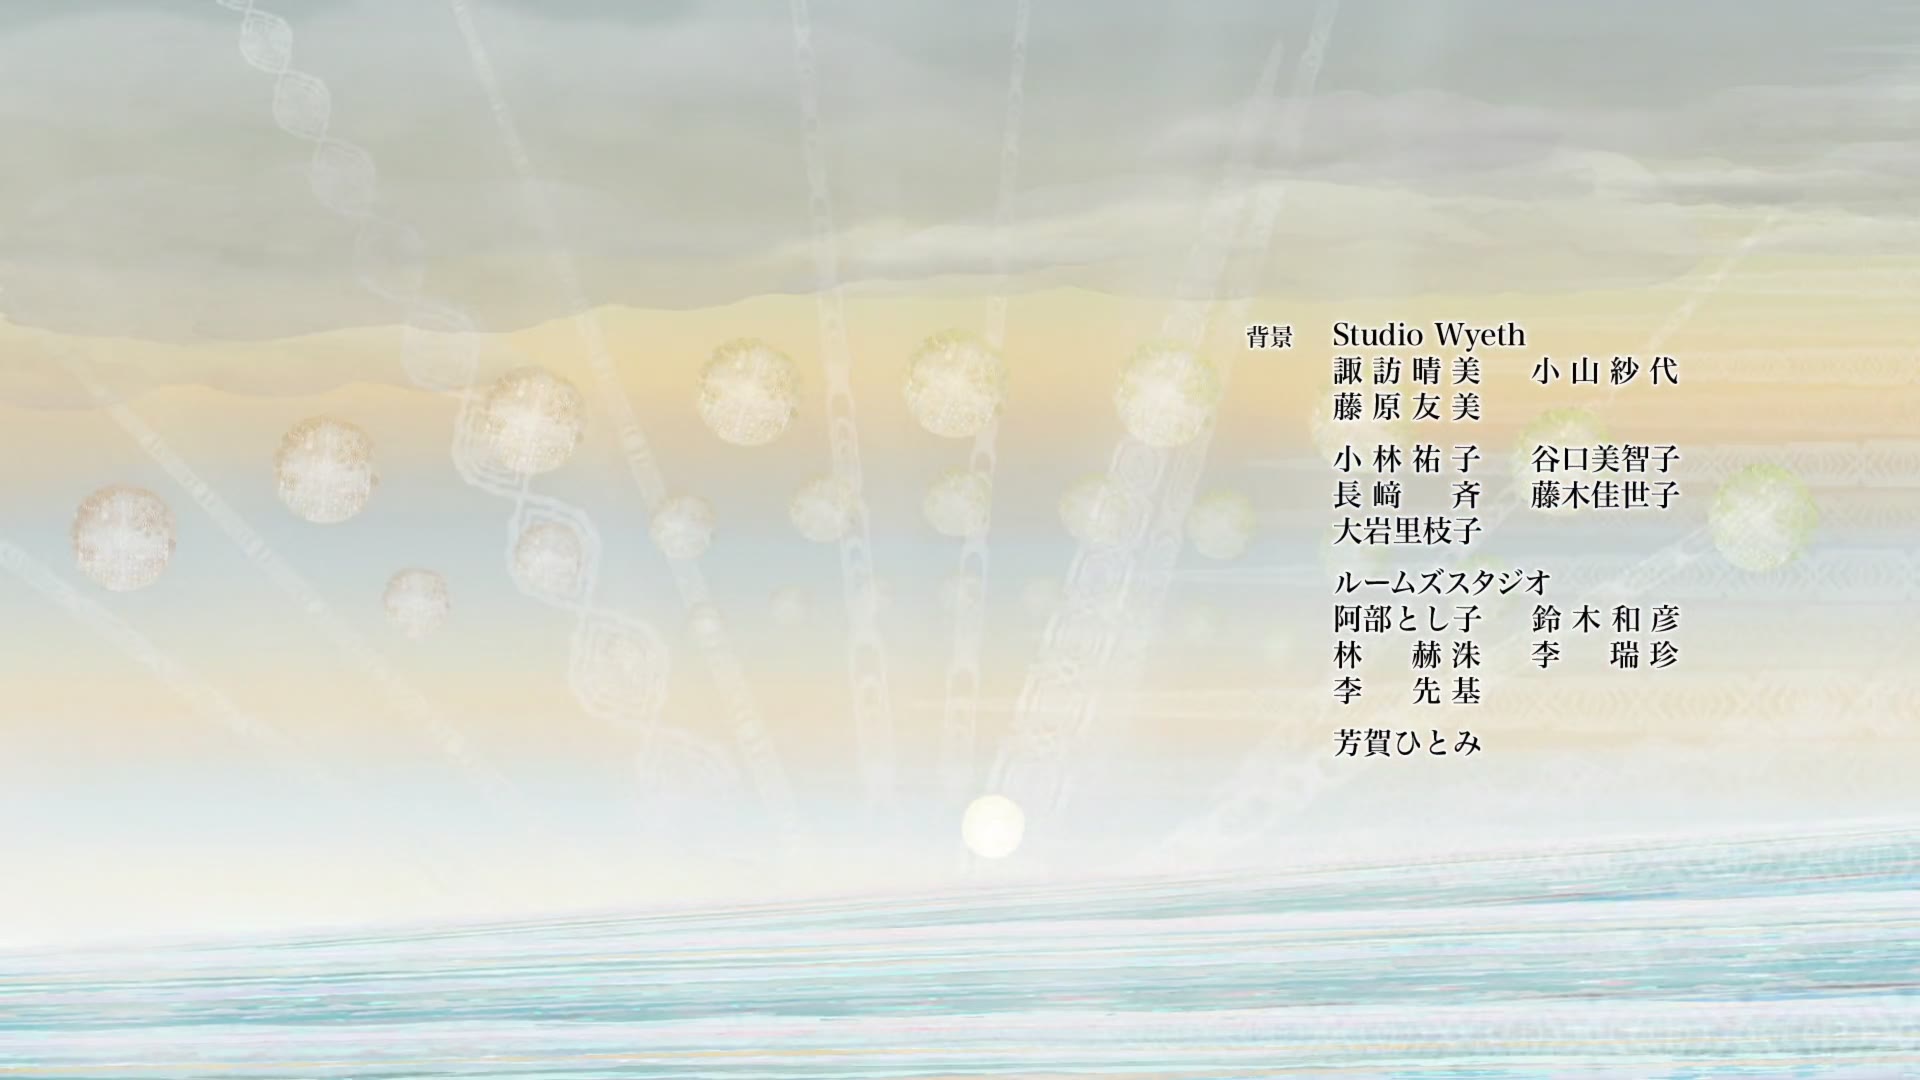 背景 Studio Wyeth
諏訪晴美 小山紗代
藤原友美
小林祐子 谷口美智子
長﨑 斉 藤木佳世子
大岩里枝子
ルームズスタジオ
阿部とし子 鈴木和彦
林 赫洙 李 瑞珍
李 先基
芳賀ひとみ